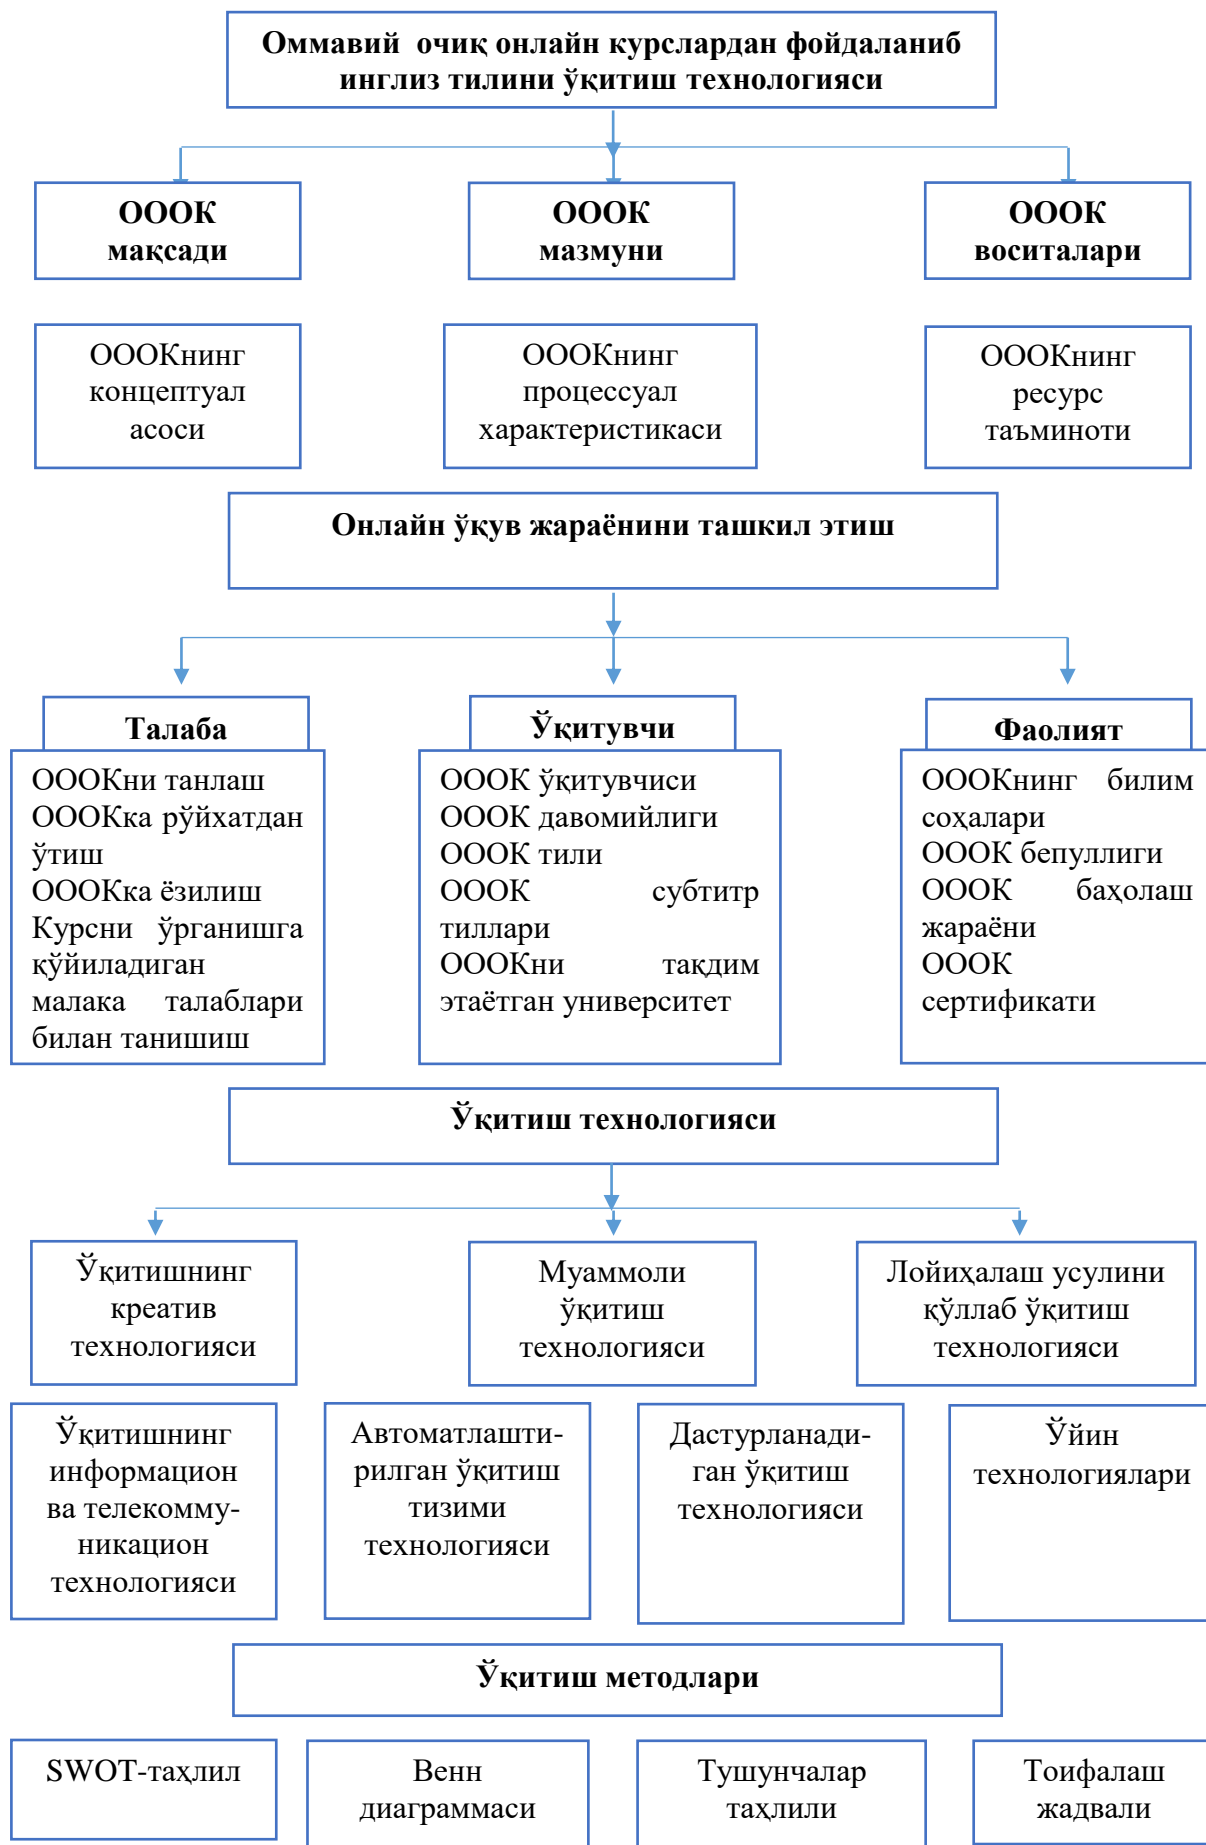 Оммавий очиқ онлайн курслардан фойдаланиб
инглиз тилини ўқитиш технологияси
ОООК
мақсади
ОООК
мазмуни
ОООК
воситалари
ОООКнинг
концептуал
асоси
ОООКнинг
процессуал
характеристикаси
ОООКнинг
ресурс
таъминоти
Онлайн ўқув жараёнини ташкил этиш
Талаба
ОООКни танлаш
ОООКка рўйхатдан
ўтиш
ОООКка ёзилиш
Курсни ўрганишга
қўйиладиган
малака талаблари
билан танишиш
Ўқитувчи
ОООК ўқитувчиси
ОООК давомийлиги
ОООК тили
ОООК субтитр
тиллари
ОООКни тақдим
этаётган университет
Фаолият
ОООКнинг билим
соҳалари
ОООК бепуллиги
ОООК баҳолаш
жараёни
ОООК
сертификати
Ўқитиш технологияси
Ўқитишнинг
креатив
технологияси
Муаммоли
ўқитиш
технологияси
Лойиҳалаш усулини
қўллаб ўқитиш
технологияси
Ўқитишнинг
информацион
ва телекомму-
никацион
технологияси
Автоматлашти-
рилган ўқитиш
тизими
технологияси
Дастурланади-
ган ўқитиш
технологияси
Ўйин
технологиялари
Ўқитиш методлари
SWOT-таҳлил
Венн
диаграммаси
Тушунчалар
таҳлили
Тоифалаш
жадвали